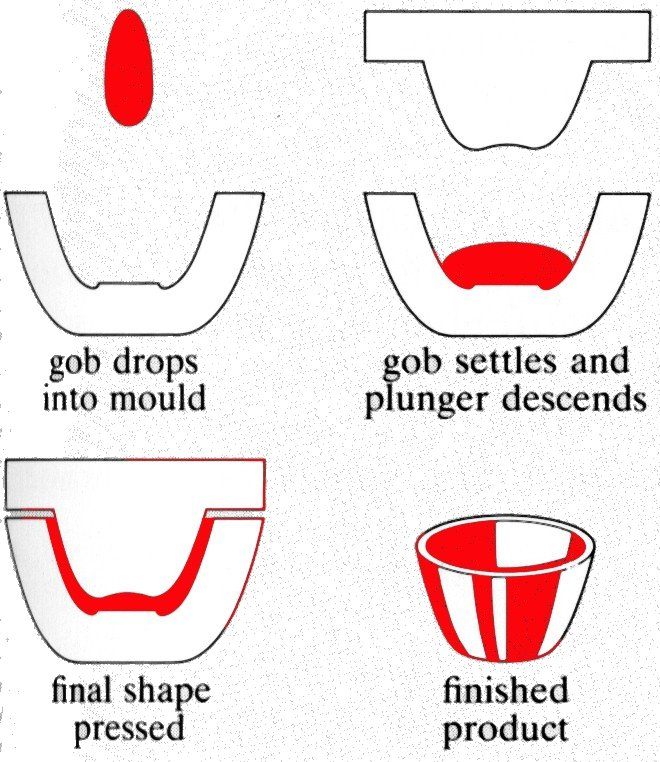 gob drops
into mould
gob settles and
plunger descends
final shape
pressed
finished
product